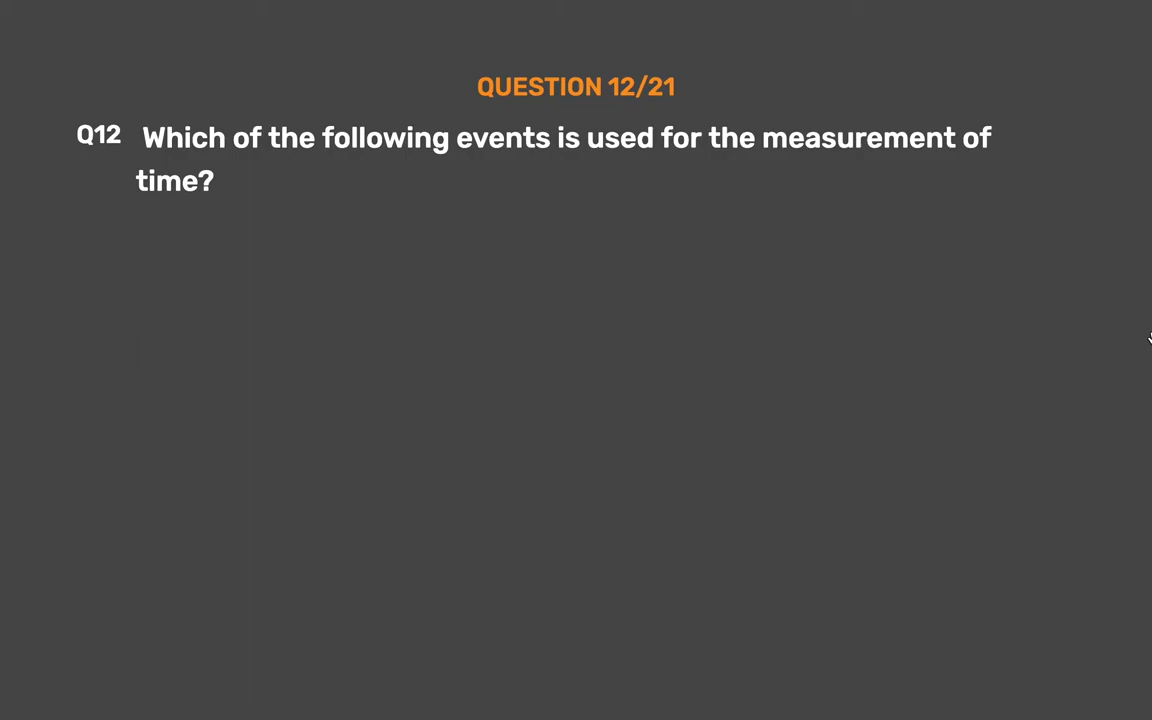 QUESTION 12/21
Q12 Which of the following events is used for the measurement of
time?